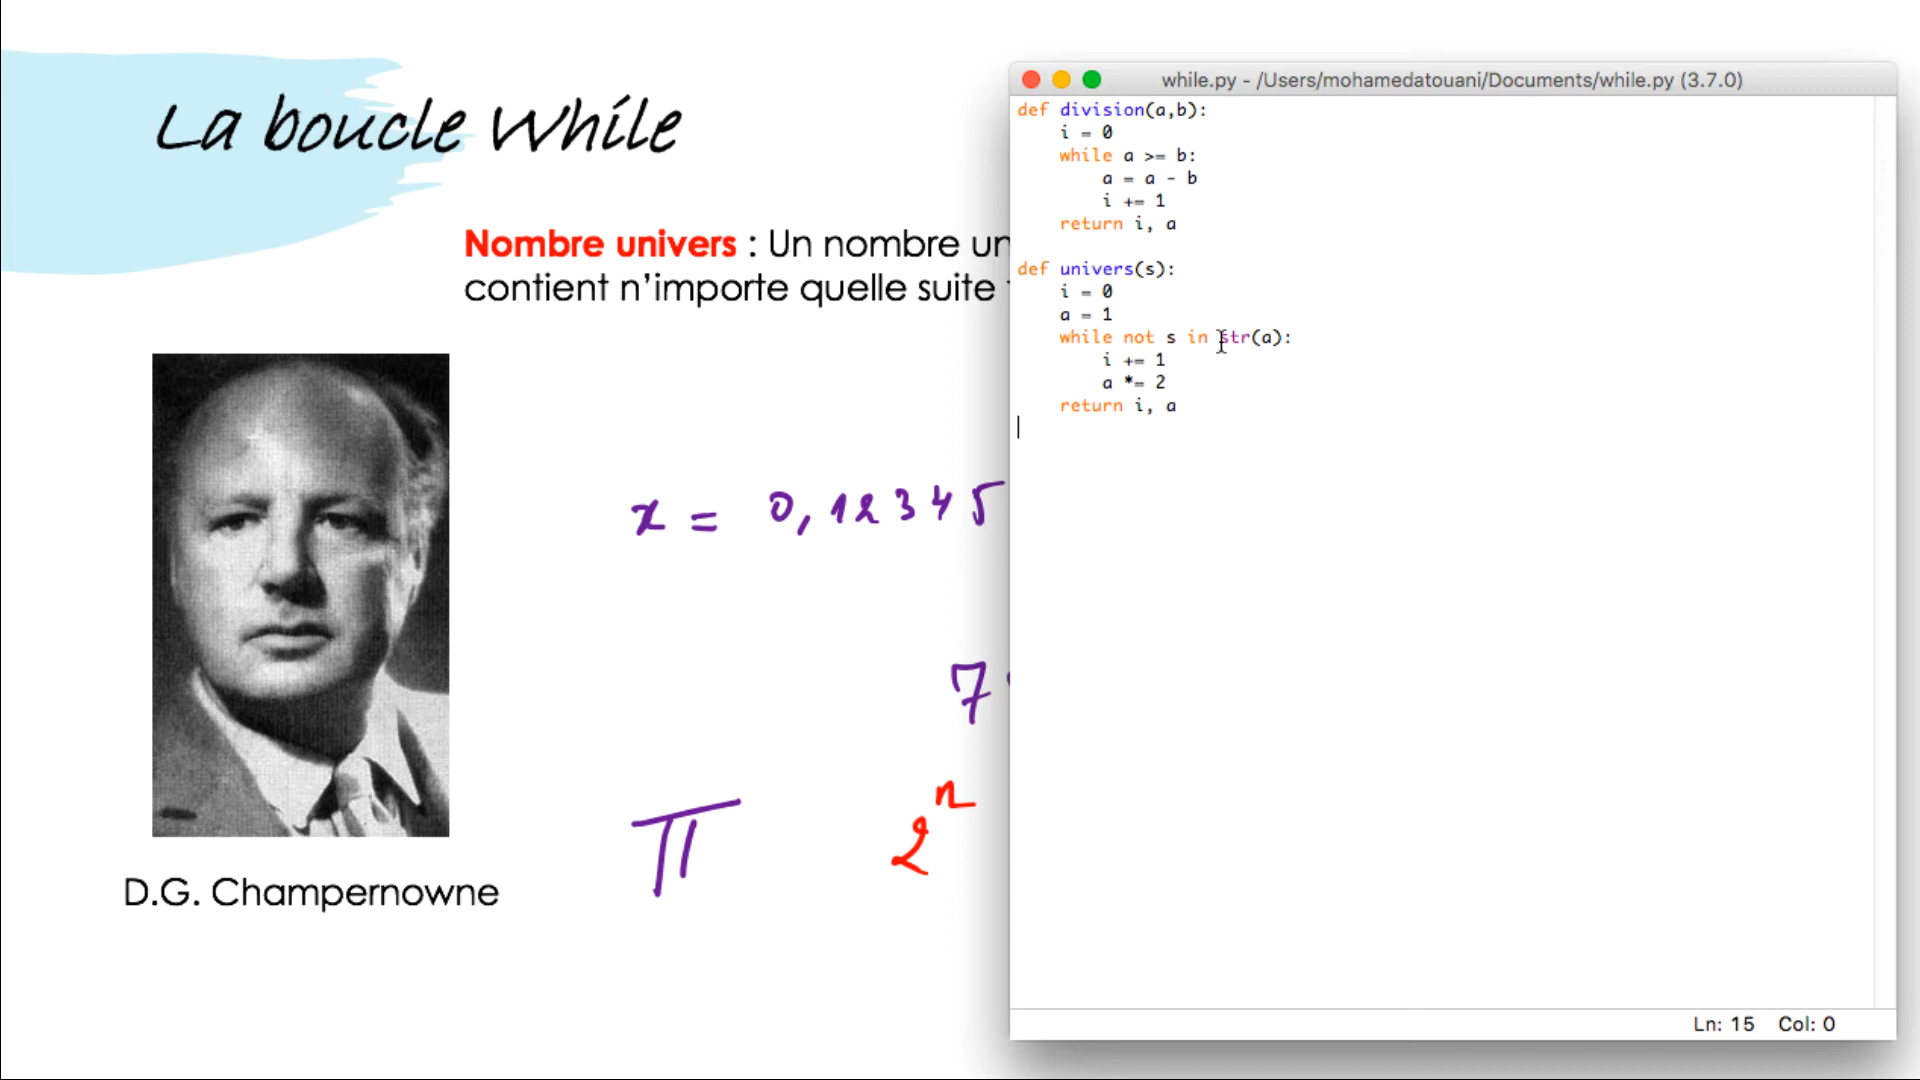 La boucle While
Nombre univers : Un nombre un
contient n'importe quelle suite
x = 0,12345
7
π
2ⁿ
D.G. Champernowne
while.py - /Users/mohamedatouani/Documents/while.py (3.7.0)
def division(a,b):
    i = 0
    while a >= b:
        a = a - b
        i += 1
    return i, a
def univers(s):
    i = 0
    a = 1
    while not s in str(a):
        i += 1
        a *= 2
    return i, a
Ln: 15 Col: 0